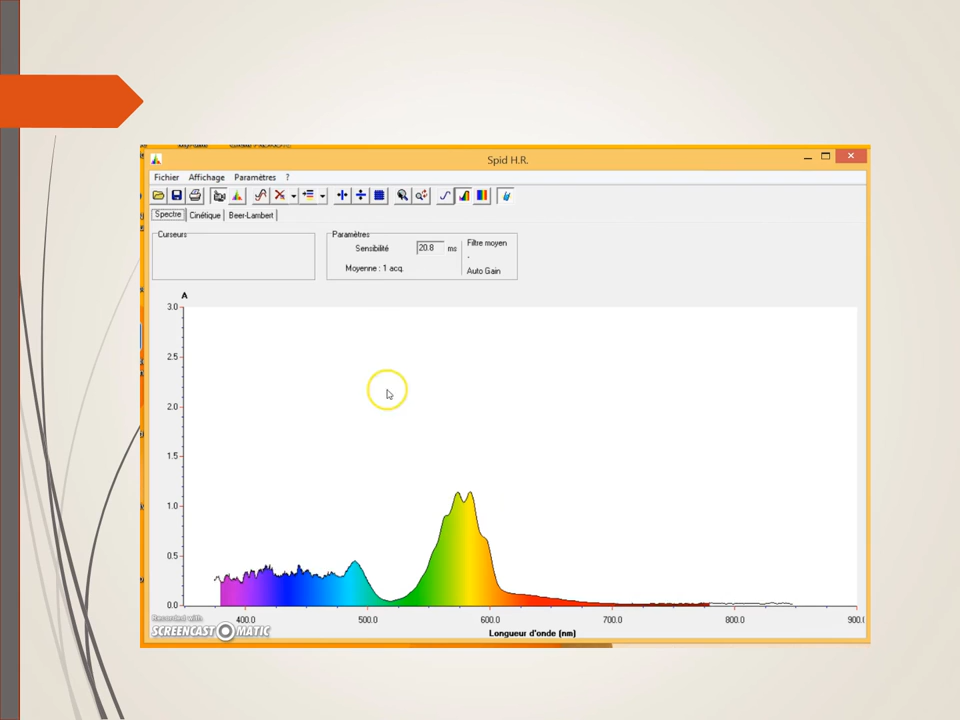 Spid H.R.
Fichier Affichage Paramètres ?
Spectre Cinétique Beer-Lambert
Curseurs
Paramètres
Sensibilité 20.8 ms
Moyenne : 1 acq.
Filtre moyen
-
Auto Gain
A
3.0
2.5
2.0
1.5
1.0
0.5
0.0
400.0 500.0 600.0 700.0 800.0 900.
Longueur d'onde (nm)
Recorded with
SCREENCAST MATIC